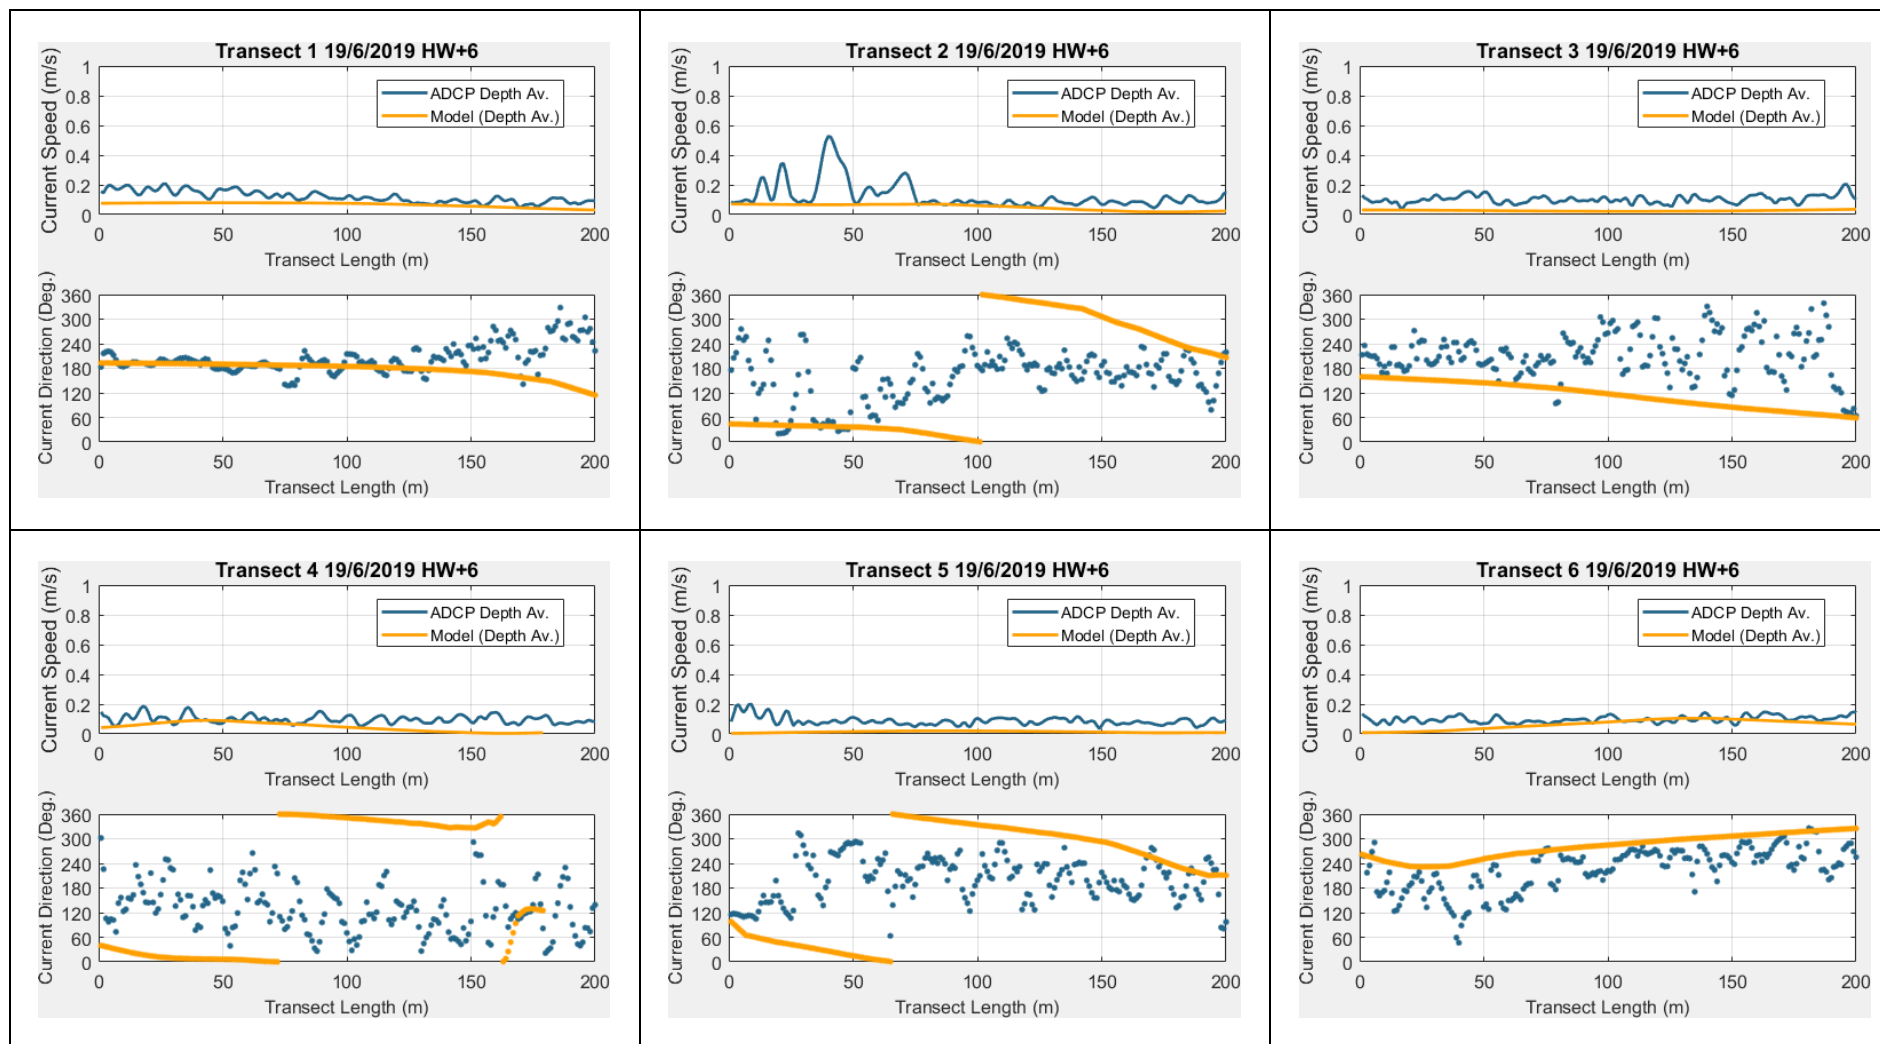 Transect 1 19/6/2019 HW+6
Current Speed (m/s)
1
0.8
0.6
0.4
0.2
0
ADCP Depth Av.
Model (Depth Av.)
0 50 100 150 200
Transect Length (m)
Current Direction (Deg.)
360
300
240
180
120
60
0
0 50 100 150 200
Transect Length (m)
Transect 2 19/6/2019 HW+6
Current Speed (m/s)
1
0.8
0.6
0.4
0.2
0
ADCP Depth Av.
Model (Depth Av.)
0 50 100 150 200
Transect Length (m)
Current Direction (Deg.)
360
300
240
180
120
60
0
0 50 100 150 200
Transect Length (m)
Transect 3 19/6/2019 HW+6
Current Speed (m/s)
1
0.8
0.6
0.4
0.2
0
ADCP Depth Av.
Model (Depth Av.)
0 50 100 150 200
Transect Length (m)
Current Direction (Deg.)
360
300
240
180
120
60
0
0 50 100 150 200
Transect Length (m)
Transect 4 19/6/2019 HW+6
Current Speed (m/s)
1
0.8
0.6
0.4
0.2
0
ADCP Depth Av.
Model (Depth Av.)
0 50 100 150 200
Transect Length (m)
Current Direction (Deg.)
360
300
240
180
120
60
0
0 50 100 150 200
Transect Length (m)
Transect 5 19/6/2019 HW+6
Current Speed (m/s)
1
0.8
0.6
0.4
0.2
0
ADCP Depth Av.
Model (Depth Av.)
0 50 100 150 200
Transect Length (m)
Current Direction (Deg.)
360
300
240
180
120
60
0
0 50 100 150 200
Transect Length (m)
Transect 6 19/6/2019 HW+6
Current Speed (m/s)
1
0.8
0.6
0.4
0.2
0
ADCP Depth Av.
Model (Depth Av.)
0 50 100 150 200
Transect Length (m)
Current Direction (Deg.)
360
300
240
180
120
60
0
0 50 100 150 200
Transect Length (m)